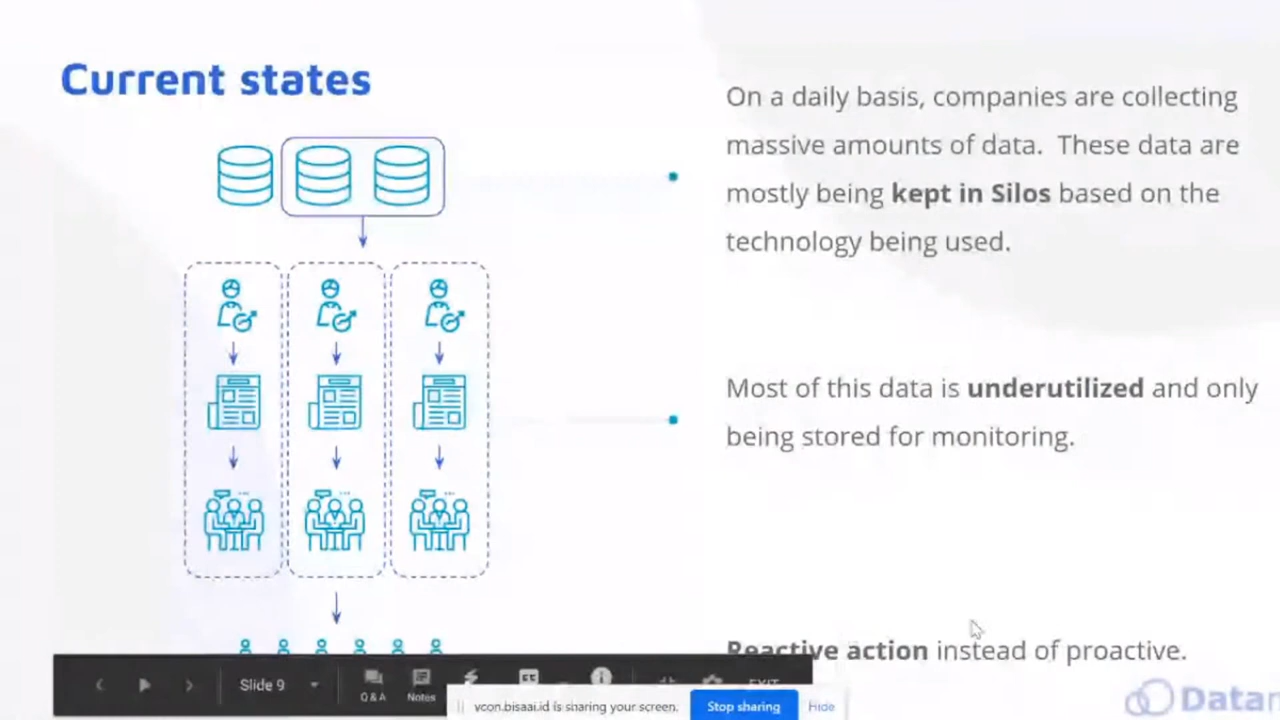 Current states
On a daily basis, companies are collecting
massive amounts of data. These data are
mostly being kept in Silos based on the
technology being used.
Most of this data is underutilized and only
being stored for monitoring.
Reactive action instead of proactive.
Slide 9
Q & A
Notes
CC
EXIT
vcon.bisaai.id is sharing your screen.
Stop sharing
Hide